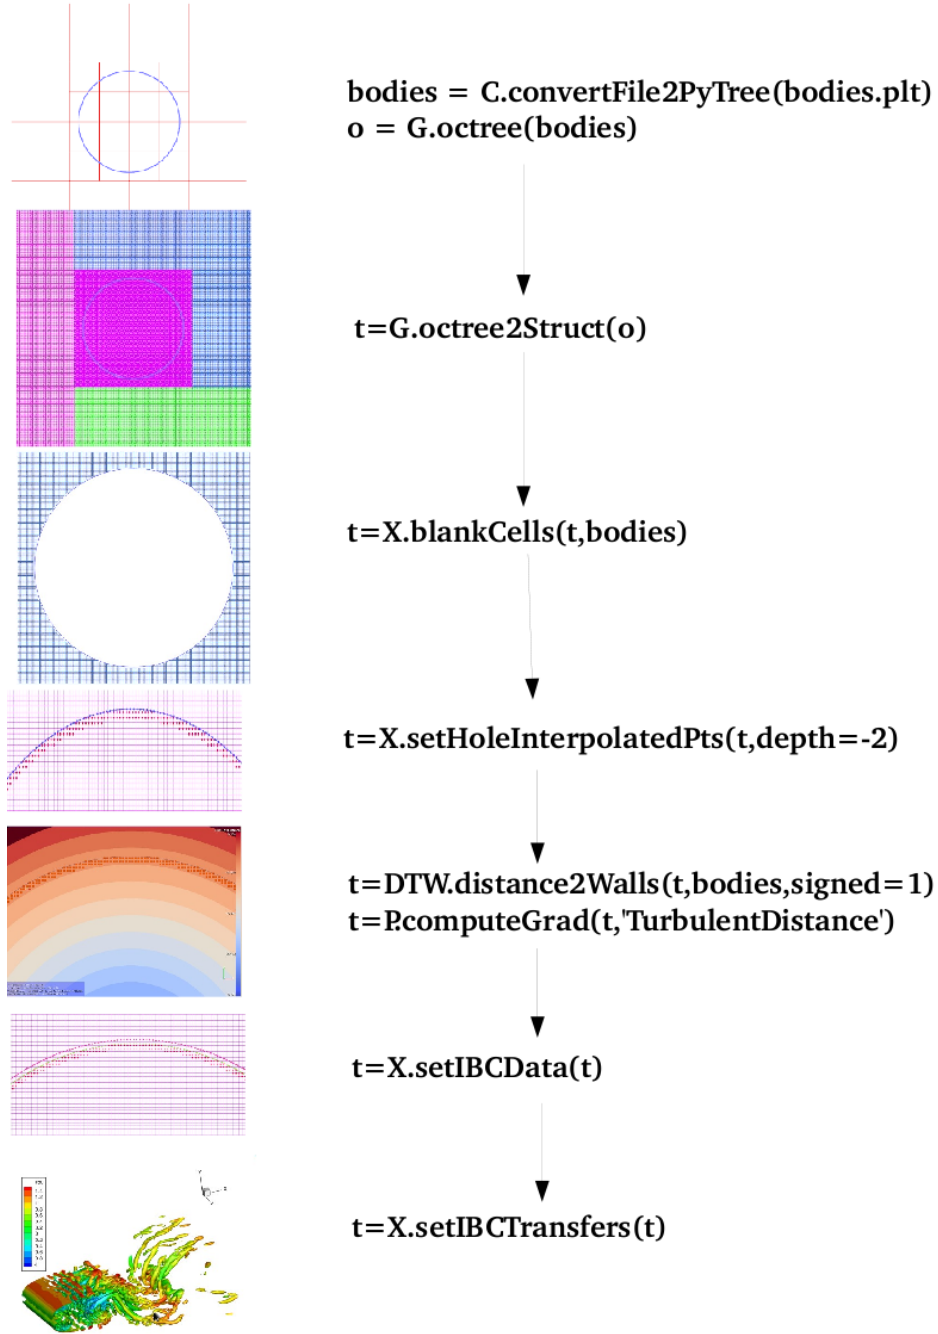 bodies = C.convertFile2PyTree(bodies.plt)
o = G.octree(bodies)
t=G.octree2Struct(o)
t=X.blankCells(t,bodies)
t=X.setHoleInterpolatedPts(t,depth=-2)
t=DTW.distance2Walls(t,bodies,signed=1)
t=P.computeGrad(t,'TurbulentDistance')
t=X.setIBCData(t)
t=X.setIBCTransfers(t)